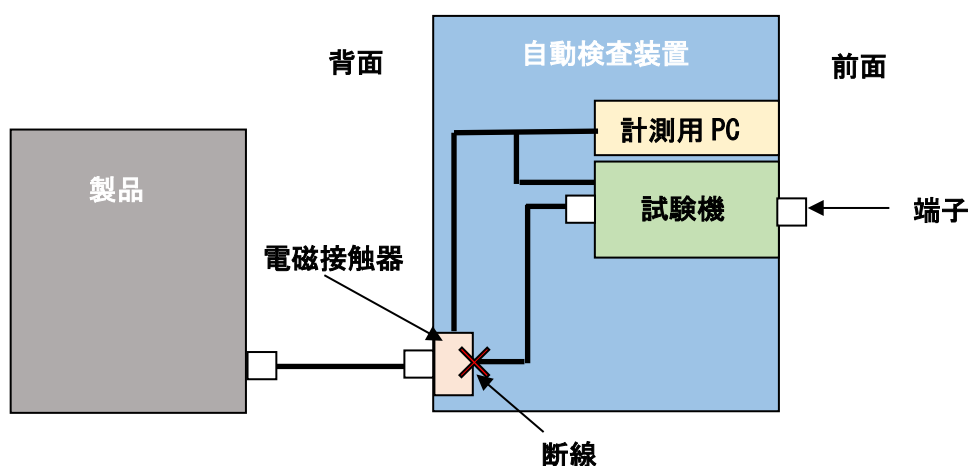 背面
自動検査装置
前面
計測用 PC
製品
試験機
端子
電磁接触器
断線